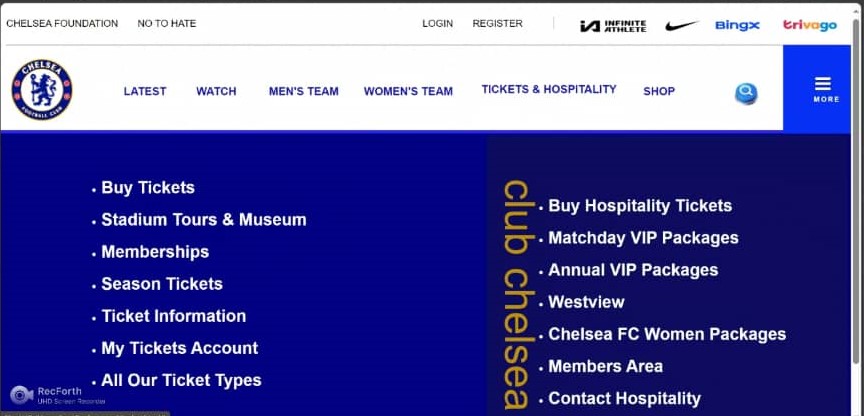 CHELSEA FOUNDATION NO TO HATE LOGIN REGISTER INFINITE ATHLETE BingX trivago
CHELSEA FOOTBALL CLUB
LATEST WATCH MEN'S TEAM WOMEN'S TEAM TICKETS & HOSPITALITY SHOP
MORE
• Buy Tickets
• Stadium Tours & Museum
• Memberships
• Season Tickets
• Ticket Information
• My Tickets Account
• All Our Ticket Types
club chelsea
• Buy Hospitality Tickets
• Matchday VIP Packages
• Annual VIP Packages
• Westview
• Chelsea FC Women Packages
• Members Area
• Contact Hospitality
RecForth
UHD Screen Recorder